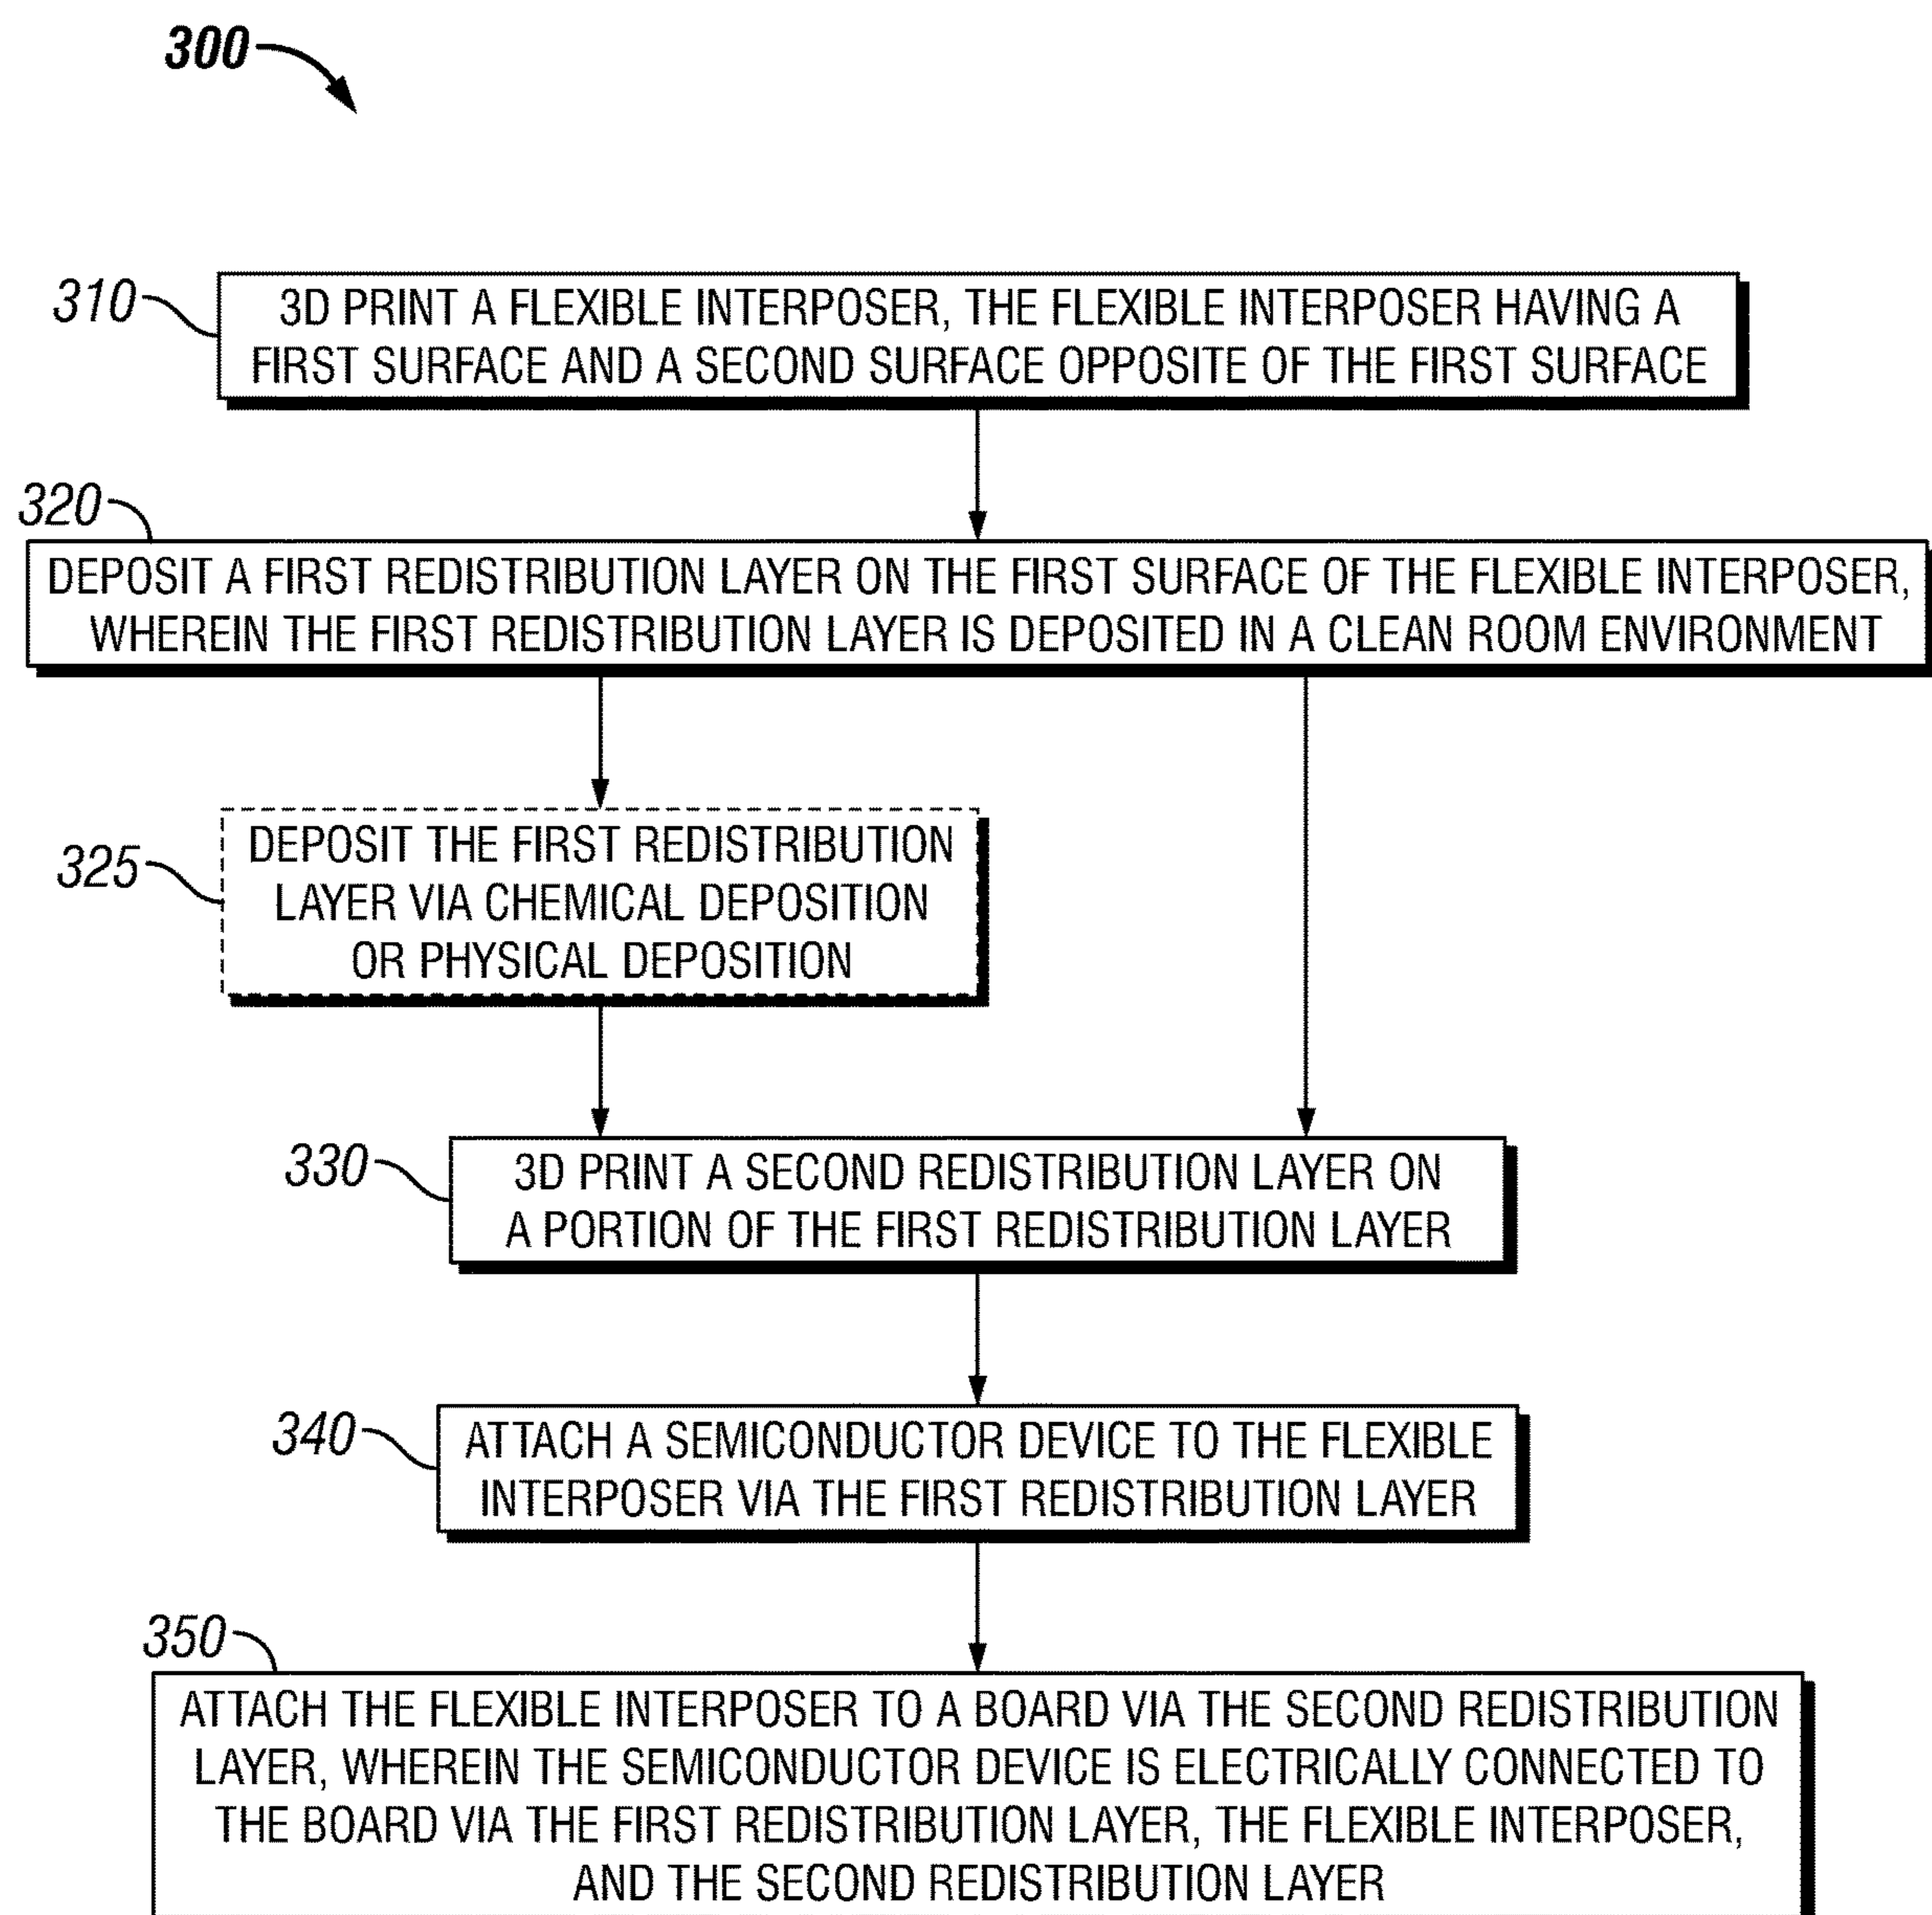 300
310
3D PRINT A FLEXIBLE INTERPOSER, THE FLEXIBLE INTERPOSER HAVING A
FIRST SURFACE AND A SECOND SURFACE OPPOSITE OF THE FIRST SURFACE
320
DEPOSIT A FIRST REDISTRIBUTION LAYER ON THE FIRST SURFACE OF THE FLEXIBLE INTERPOSER,
WHEREIN THE FIRST REDISTRIBUTION LAYER IS DEPOSITED IN A CLEAN ROOM ENVIRONMENT
325
DEPOSIT THE FIRST REDISTRIBUTION
LAYER VIA CHEMICAL DEPOSITION
OR PHYSICAL DEPOSITION
330
3D PRINT A SECOND REDISTRIBUTION LAYER ON
A PORTION OF THE FIRST REDISTRIBUTION LAYER
340
ATTACH A SEMICONDUCTOR DEVICE TO THE FLEXIBLE
INTERPOSER VIA THE FIRST REDISTRIBUTION LAYER
350
ATTACH THE FLEXIBLE INTERPOSER TO A BOARD VIA THE SECOND REDISTRIBUTION
LAYER, WHEREIN THE SEMICONDUCTOR DEVICE IS ELECTRICALLY CONNECTED TO
THE BOARD VIA THE FIRST REDISTRIBUTION LAYER, THE FLEXIBLE INTERPOSER,
AND THE SECOND REDISTRIBUTION LAYER